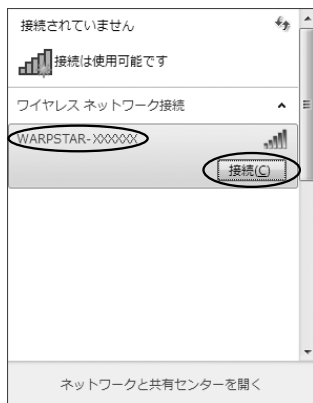 接続されていません
接続は使用可能です
ワイヤレス ネットワーク接続
WARPSTAR-XXXXXX
接続(C)
ネットワークと共有センターを開く